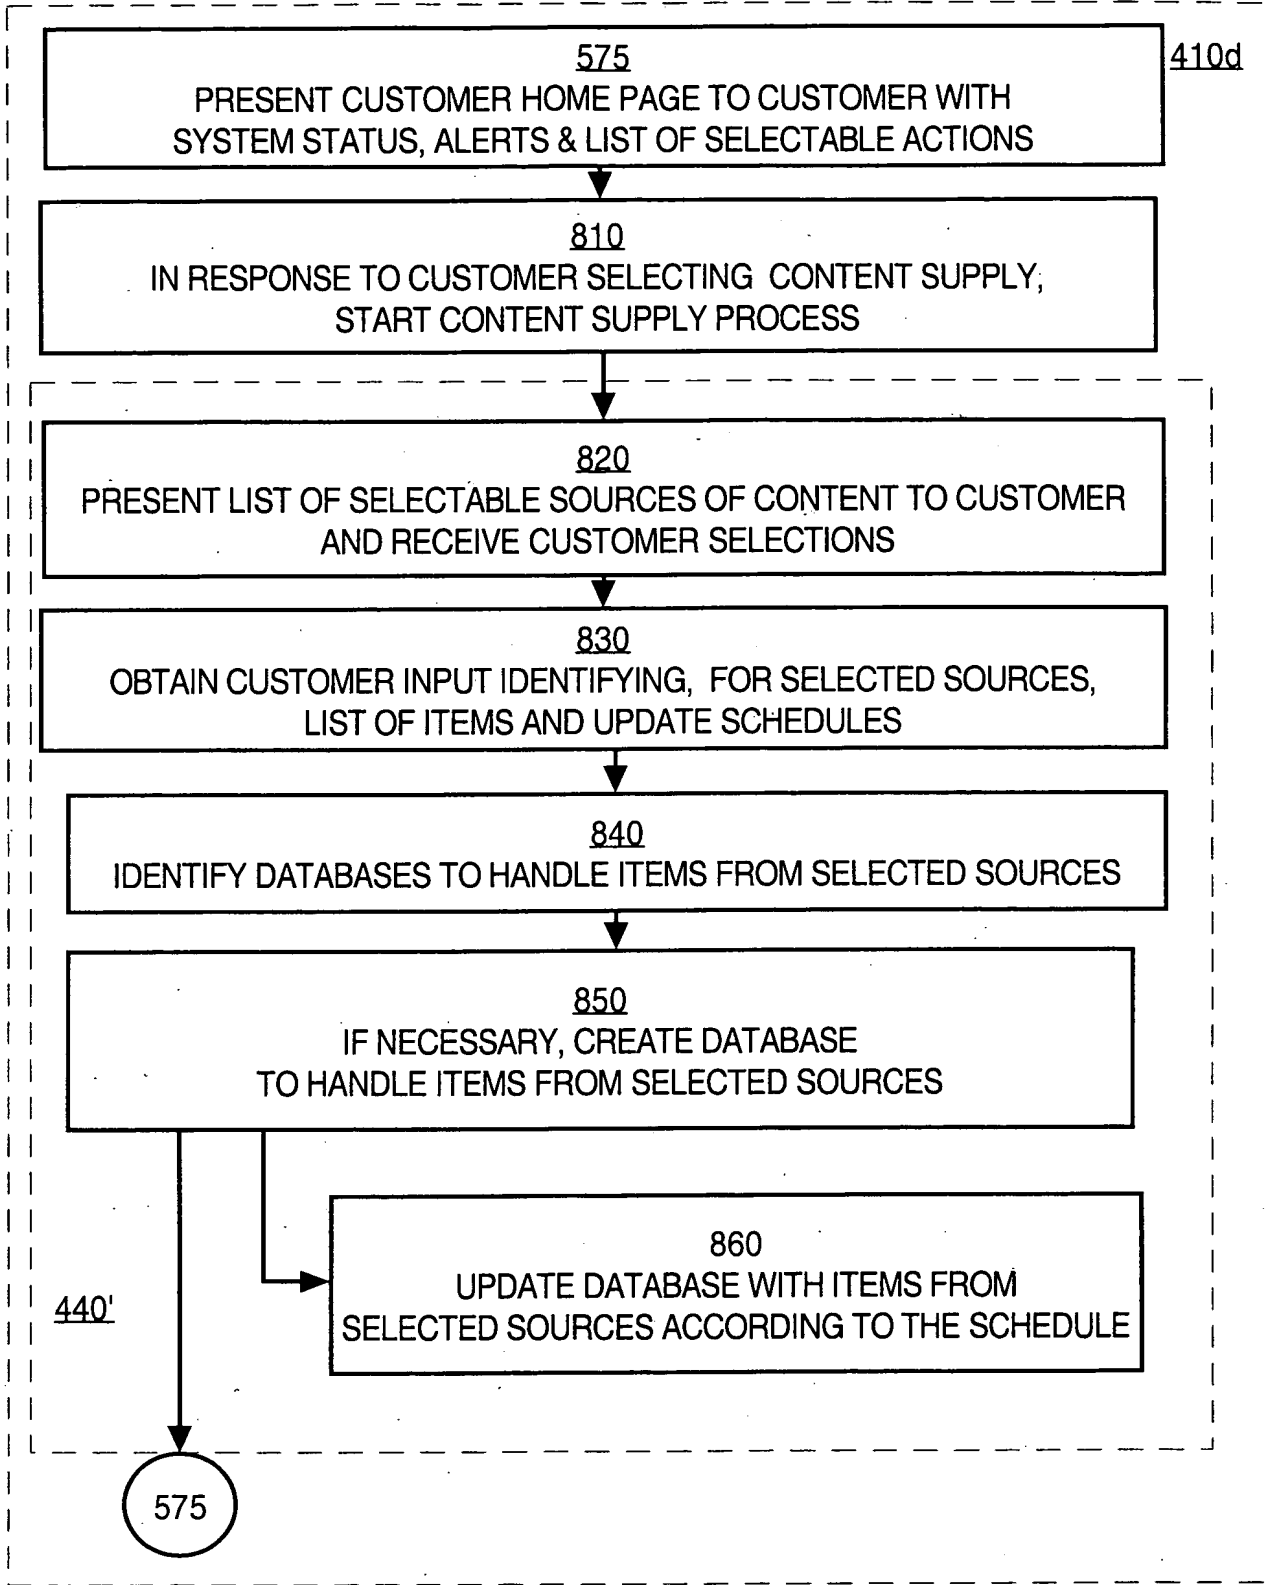 575
410d
PRESENT CUSTOMER HOME PAGE TO CUSTOMER WITH
SYSTEM STATUS, ALERTS & LIST OF SELECTABLE ACTIONS
810
IN RESPONSE TO CUSTOMER SELECTING CONTENT SUPPLY,
START CONTENT SUPPLY PROCESS
820
PRESENT LIST OF SELECTABLE SOURCES OF CONTENT TO CUSTOMER
AND RECEIVE CUSTOMER SELECTIONS
830
OBTAIN CUSTOMER INPUT IDENTIFYING, FOR SELECTED SOURCES,
LIST OF ITEMS AND UPDATE SCHEDULES
840
IDENTIFY DATABASES TO HANDLE ITEMS FROM SELECTED SOURCES
850
IF NECESSARY, CREATE DATABASE
TO HANDLE ITEMS FROM SELECTED SOURCES
860
UPDATE DATABASE WITH ITEMS FROM
SELECTED SOURCES ACCORDING TO THE SCHEDULE
440'
575